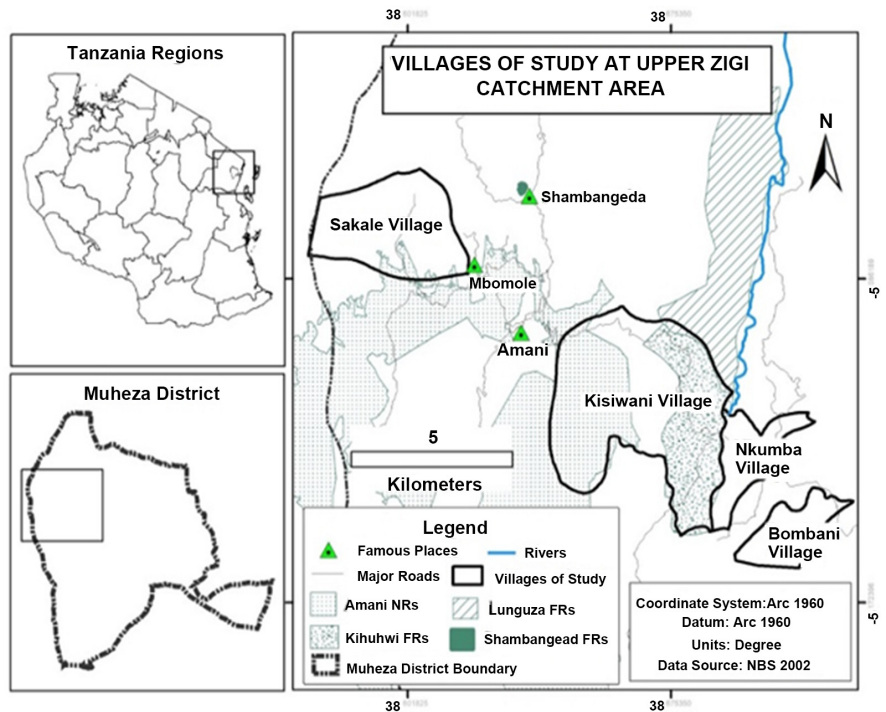 38
38
Tanzania Regions
VILLAGES OF STUDY AT UPPER ZIGI
CATCHMENT AREA
N
Shambangeda
Sakale Village
Mbomole
-5
Amani
Muheza District
Kisiwani Village
5
Kilometers
Nkumba
Village
Bombani
Village
Legend
Famous Places
Rivers
Major Roads
Villages of Study
Amani NRs
Lunguza FRs
Kihuhwi FRs
Shambangead FRs
Muheza District Boundary
Coordinate System:Arc 1960
Datum: Arc 1960
Units: Degree
Data Source: NBS 2002
-5
38
38